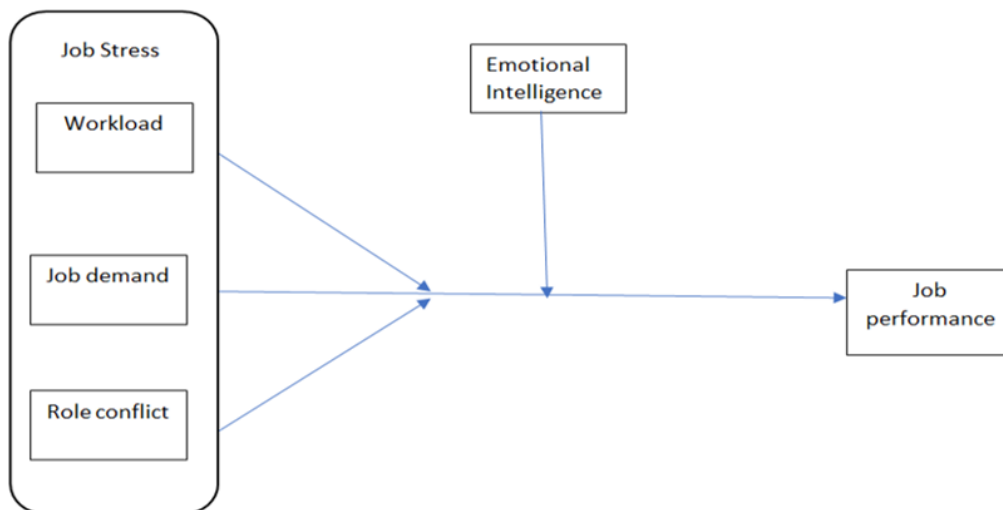 Job Stress
Workload
Job demand
Role conflict
Emotional
Intelligence
Job
performance